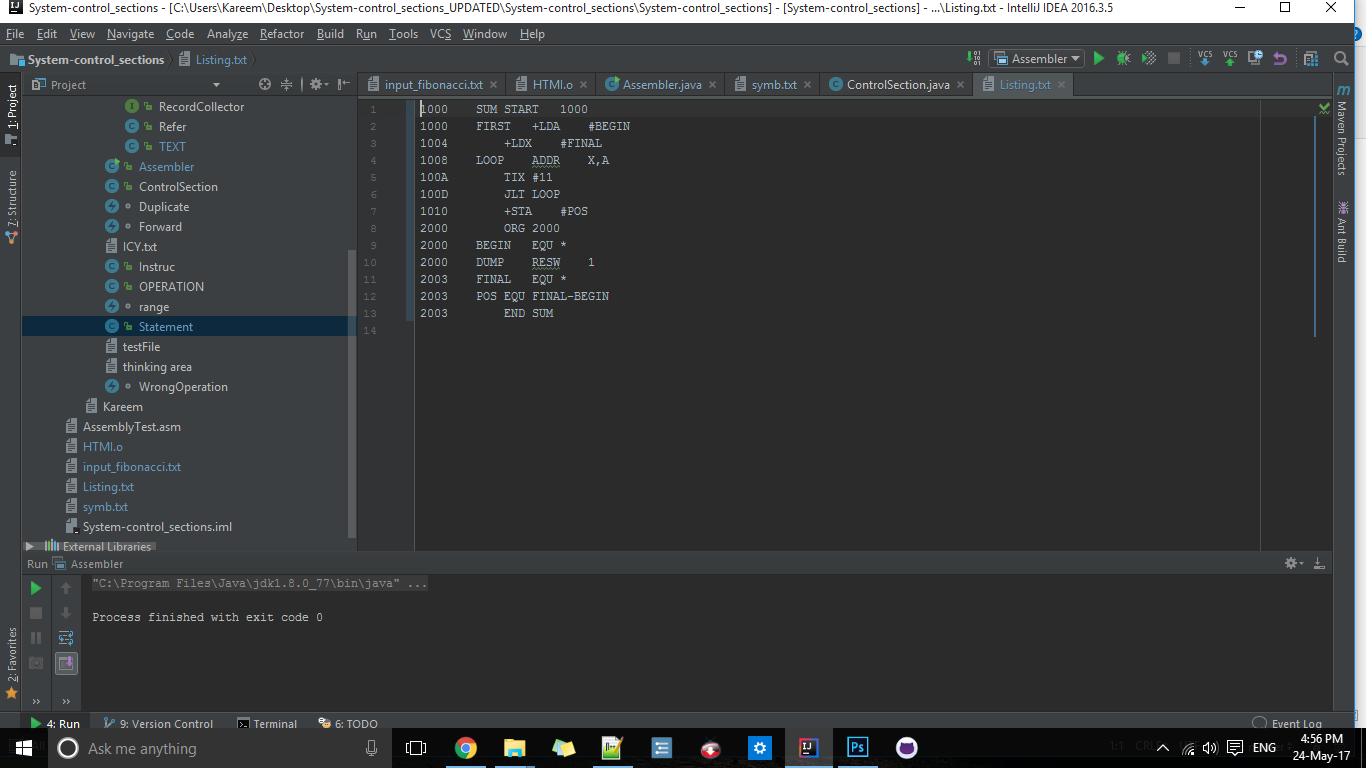 System-control_sections - [C:\Users\Kareem\Desktop\System-control_sections_UPDATED\System-control_sections\System-control_sections] - [System-control_sections] - ...\Listing.txt - IntelliJ IDEA 2016.3.5
File Edit View Navigate Code Analyze Refactor Build Run Tools VCS Window Help
System-control_sections Listing.txt Assembler VCS VCS
Project input_fibonacci.txt HTMl.o Assembler.java symb.txt ControlSection.java Listing.txt
1: Project
7: Structure
2: Favorites
RecordCollector
Refer
TEXT
Assembler
ControlSection
Duplicate
Forward
ICY.txt
Instruc
OPERATION
range
Statement
testFile
thinking area
WrongOperation
Kareem
AssemblyTest.asm
HTMl.o
input_fibonacci.txt
Listing.txt
symb.txt
System-control_sections.iml
External Libraries
1 1000 SUM START 1000
2 1000 FIRST +LDA #BEGIN
3 1004 +LDX #FINAL
4 1008 LOOP ADDR X,A
5 100A TIX #11
6 100D JLT LOOP
7 1010 +STA #POS
8 2000 ORG 2000
9 2000 BEGIN EQU *
10 2000 DUMP RESW 1
11 2003 FINAL EQU *
12 2003 POS EQU FINAL-BEGIN
13 2003 END SUM
14
Maven Projects
Ant Build
Run Assembler
"C:\Program Files\Java\jdk1.8.0_77\bin\java" ...
Process finished with exit code 0
4: Run 9: Version Control Terminal 6: TODO Event Log
Ask me anything
Ps
ENG
4:56 PM
24-May-17